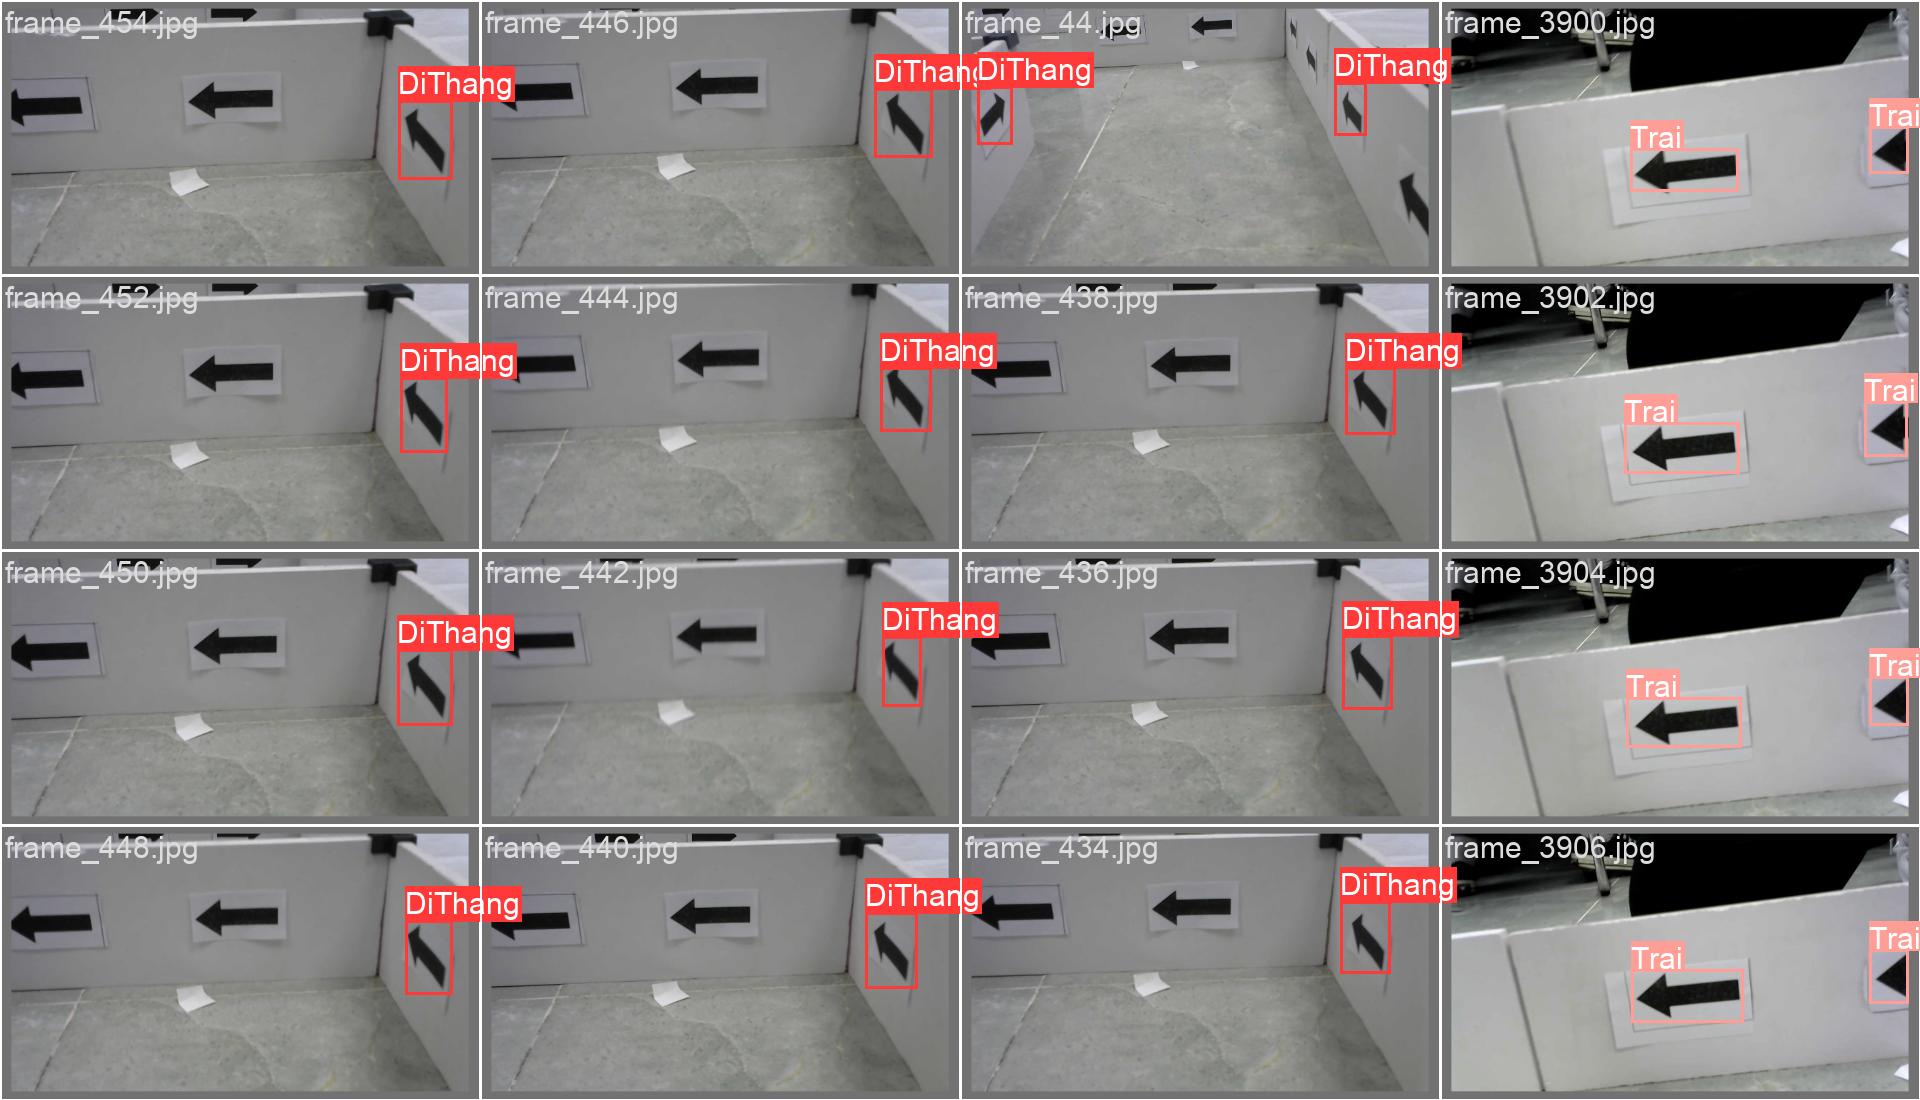 frame_454.jpg
DiThang
frame_446.jpg
DiThang
frame_44.jpg
DiThang
DiThang
frame_3900.jpg
Trai
Trai
frame_452.jpg
DiThang
frame_444.jpg
DiThang
frame_438.jpg
DiThang
frame_3902.jpg
Trai
Trai
frame_450.jpg
DiThang
frame_442.jpg
DiThang
frame_436.jpg
DiThang
frame_3904.jpg
Trai
Trai
frame_448.jpg
DiThang
frame_440.jpg
DiThang
frame_434.jpg
DiThang
frame_3906.jpg
Trai
Trai